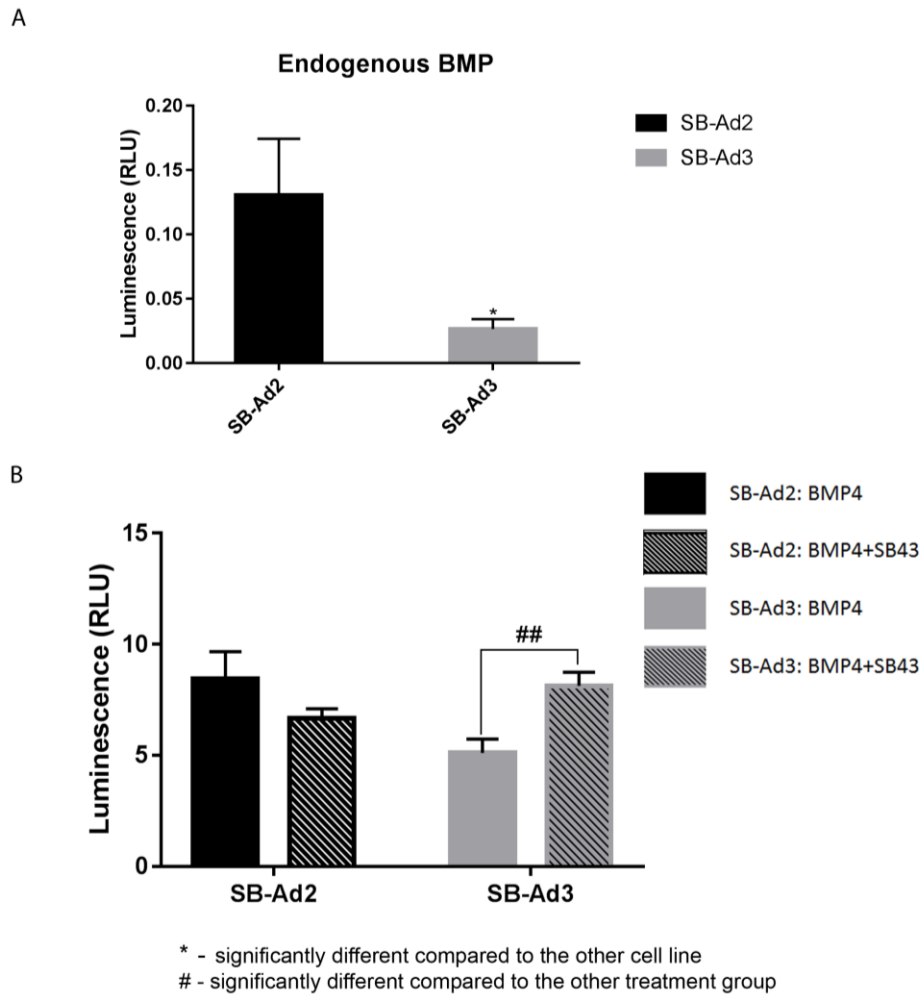 A
Endogenous BMP
Luminescence (RLU)
0.20
0.15
0.10
0.05
0.00
*
SB-Ad2
SB-Ad3
SB-Ad2
SB-Ad3
B
Luminescence (RLU)
15
10
5
0
##
SB-Ad2
SB-Ad3
SB-Ad2: BMP4
SB-Ad2: BMP4+SB43
SB-Ad3: BMP4
SB-Ad3: BMP4+SB43
* - significantly different compared to the other cell line
# - significantly different compared to the other treatment group